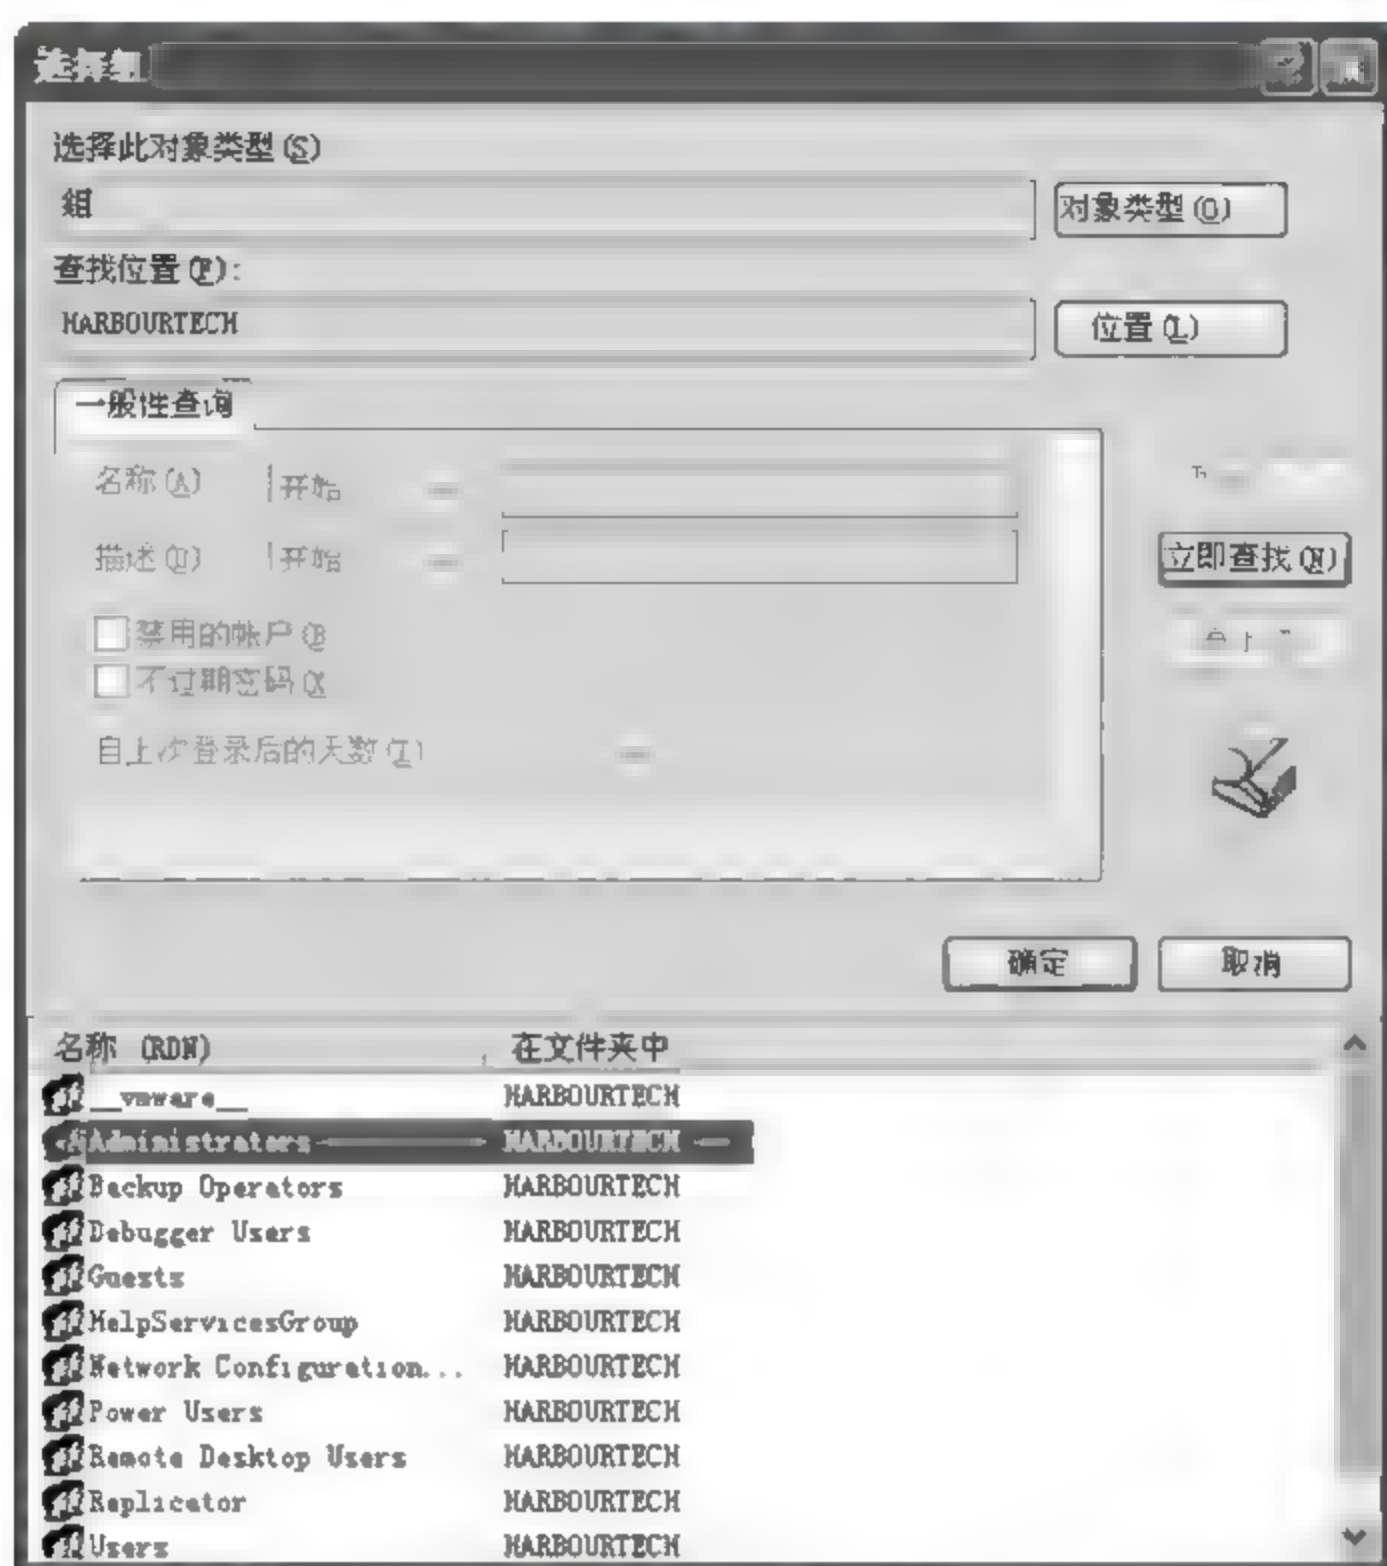 选择组
选择此对象类型(S)
组
对象类型(O)
查找位置(F):
HARBOURTECH
位置(L)
一般性查询
名称(A) 开始
描述(D) 开始
立即查找(N)
禁用的帐户(B)
不过期密码(X)
自上次登录后的天数(I)
确定 取消
名称 (RDN) 在文件夹中
__vmware__ HARBOURTECH
Administrators HARBOURTECH
Backup Operators HARBOURTECH
Debugger Users HARBOURTECH
Guests HARBOURTECH
HelpServicesGroup HARBOURTECH
Network Configuration... HARBOURTECH
Power Users HARBOURTECH
Remote Desktop Users HARBOURTECH
Replicator HARBOURTECH
Users HARBOURTECH